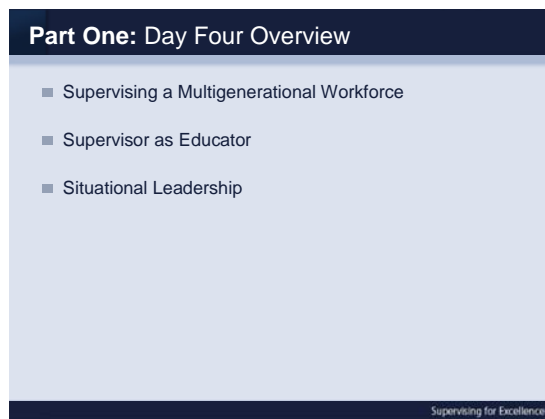 Part One: Day Four Overview
Supervising a Multigenerational Workforce
Supervisor as Educator
Situational Leadership
Supervising for Excellence